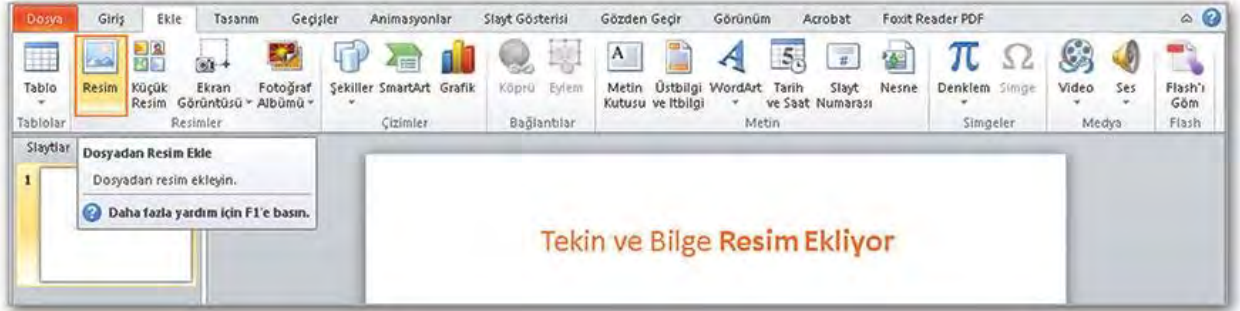 Dosya Giriş Ekle Tasarım Geçişler Animasyonlar Slayt Gösterisi Gözden Geçir Görünüm Acrobat Foxit Reader PDF
Tablo Resim Küçük Ekran Fotoğraf Şekiller SmartArt Grafik Köprü Eylem Metin Üstbilgi WordArt Tarih Slayt Nesne Denklem Simge Video Ses Flash'ı
Resim Görüntüsü Albümü Kutusu ve ltbilgi ve Saat Numarası Göm
Tablolar Resimler Çizimler Bağlantılar Metin Simgeler Medya Flash
Slaytlar
Dosyadan Resim Ekle
1
Dosyadan resim ekleyin.
Daha fazla yardım için F1'e basın.
Tekin ve Bilge Resim Ekliyor